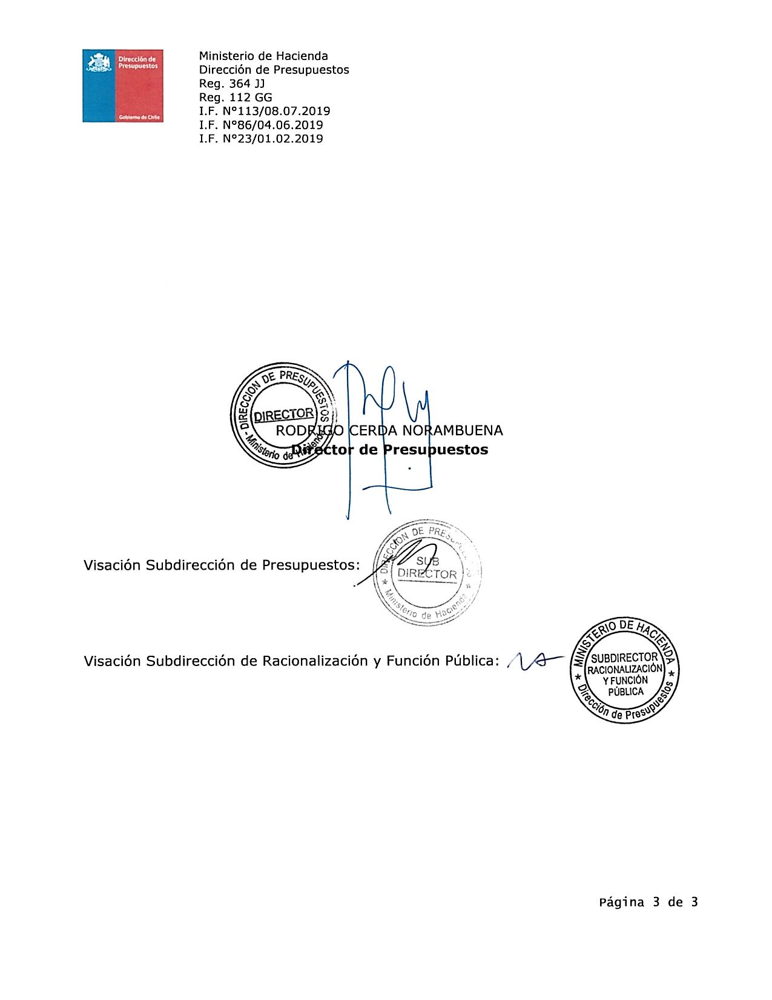 Dirección de
Presupuestos
Gobierno de Chile
Ministerio de Hacienda
Dirección de Presupuestos
Reg. 364 JJ
Reg. 112 GG
I.F. N°113/08.07.2019
I.F. N°86/04.06.2019
I.F. N°23/01.02.2019
- DIRECCION DE PRESUPUESTOS
DIRECTOR
Ministerio de Hacienda
RODRIGO CERDA NORAMBUENA
Director de Presupuestos
Visación Subdirección de Presupuestos:
DIRECCION DE PRESUPUESTOS
SUB
DIRECTOR
Ministerio de Hacienda
Visación Subdirección de Racionalización y Función Pública:
MINISTERIO DE HACIENDA
SUBDIRECTOR
RACIONALIZACIÓN
Y FUNCIÓN
PÚBLICA
Dirección de Presupuestos
Página 3 de 3